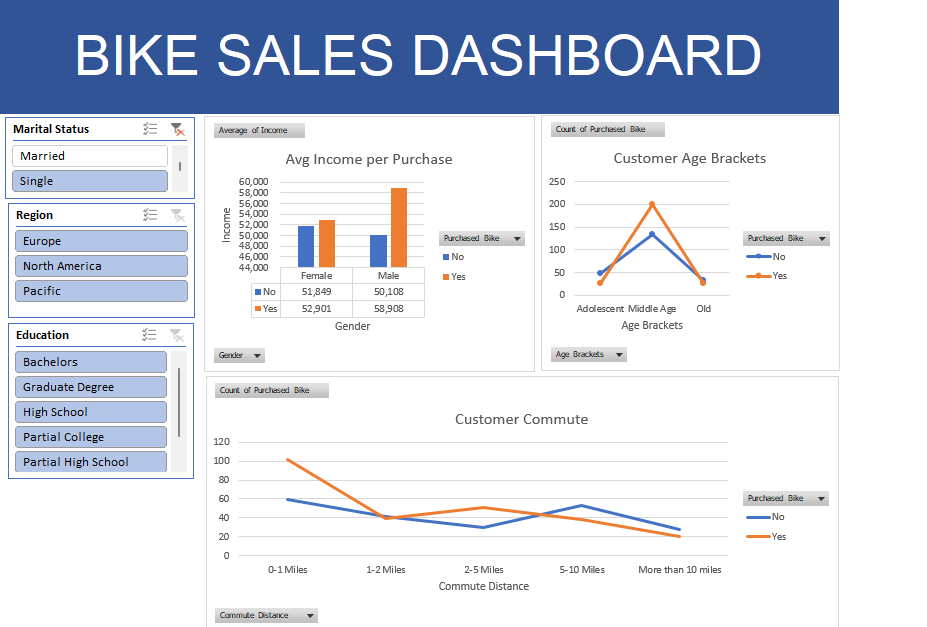 BIKE SALES DASHBOARD
Marital Status
Married
Single
Region
Europe
North America
Pacific
Education
Bachelors
Graduate Degree
High School
Partial College
Partial High School
Average of Income
Avg Income per Purchase
60,000
58,000
56,000
54,000
52,000
50,000
48,000
46,000
44,000
Income
Female Male
No 51,849 50,108
Yes 52,901 58,908
Gender
Purchased Bike
No
Yes
Gender
Count of Purchased Bike
Customer Age Brackets
250
200
150
100
50
0
Adolescent Middle Age Old
Age Brackets
Purchased Bike
No
Yes
Age Brackets
Count of Purchased Bike
Customer Commute
120
100
80
60
40
20
0
0-1 Miles 1-2 Miles 2-5 Miles 5-10 Miles More than 10 miles
Commute Distance
Purchased Bike
No
Yes
Commute Distance